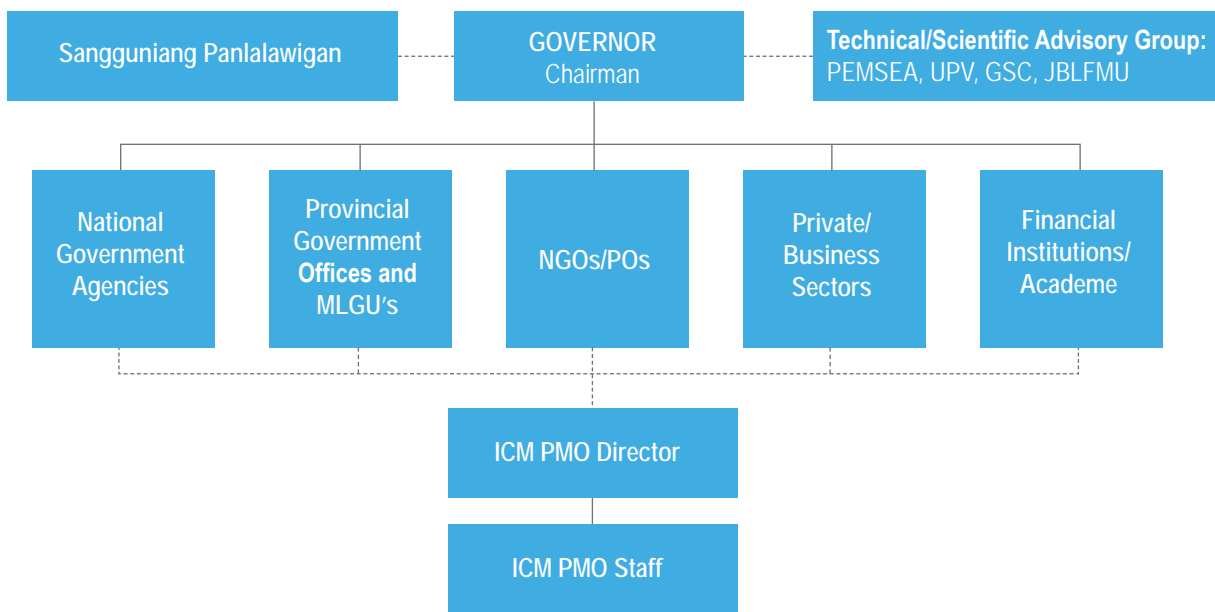 Sangguniang Panlalawigan
GOVERNOR
Chairman
Technical/Scientific Advisory Group:
PEMSEA, UPV, GSC, JBLFMU
National
Government
Agencies
Provincial
Government
Offices and
MLGU's
NGOs/POs
Private/
Business
Sectors
Financial
Institutions/
Academe
ICM PMO Director
ICM PMO Staff